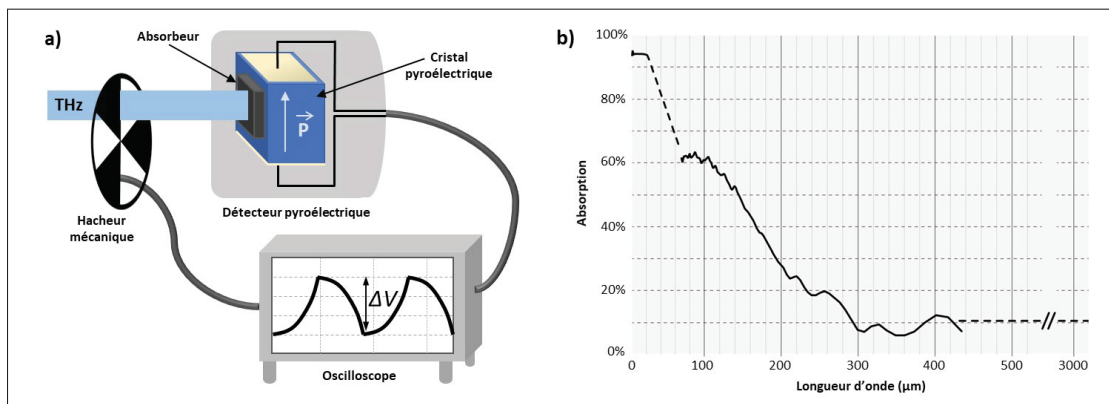 a)
Absorbeur
Cristal
pyroélectrique
THz
P
Détecteur pyroélectrique
Hacheur
mécanique
ΔV
Oscilloscope
b)
100%
80%
60%
40%
20%
0%
Absorption
0
100
200
300
400
500
3000
Longueur d’onde (μm)